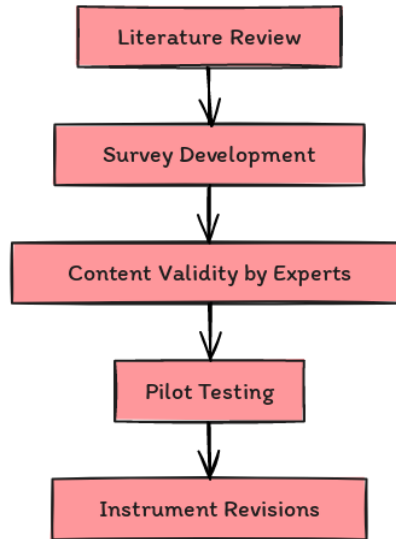 Literature Review
Survey Development
Content Validity by Experts
Pilot Testing
Instrument Revisions